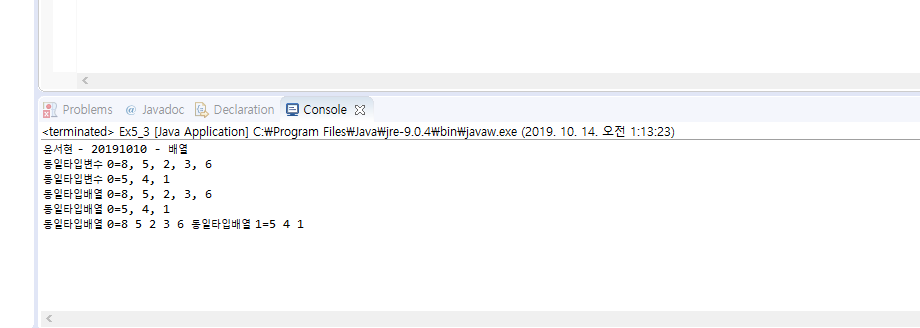 Problems @ Javadoc Declaration Console
<terminated> Ex5_3 [Java Application] C:₩Program Files₩Java₩jre-9.0.4₩bin₩javaw.exe (2019. 10. 14. 오전 1:13:23)
윤서현 - 20191010 - 배열
동일타입변수 0=8, 5, 2, 3, 6
동일타입변수 0=5, 4, 1
동일타입배열 0=8, 5, 2, 3, 6
동일타입배열 0=5, 4, 1
동일타입배열 0=8 5 2 3 6 동일타입배열 1=5 4 1